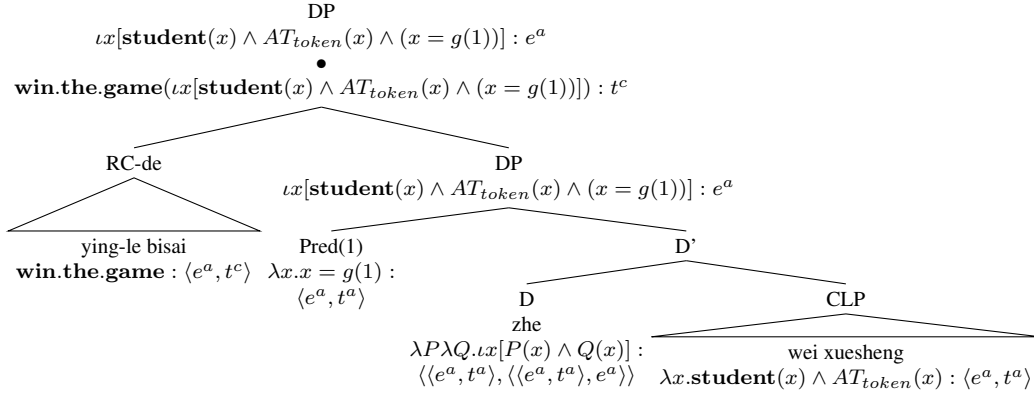 DP
ιx[student(x) ∧ AT_token(x) ∧ (x = g(1))] : e^a
•
win.the.game(ιx[student(x) ∧ AT_token(x) ∧ (x = g(1))]) : t^c
RC-de DP
ιx[student(x) ∧ AT_token(x) ∧ (x = g(1))] : e^a
ying-le bisai Pred(1) D’
win.the.game : ⟨e^a, t^c⟩ λx.x = g(1) :
⟨e^a, t^a⟩ D CLP
zhe
λPλQ.ιx[P(x) ∧ Q(x)] : wei xuesheng
⟨⟨e^a, t^a⟩, ⟨⟨e^a, t^a⟩, e^a⟩⟩ λx.student(x) ∧ AT_token(x) : ⟨e^a, t^a⟩